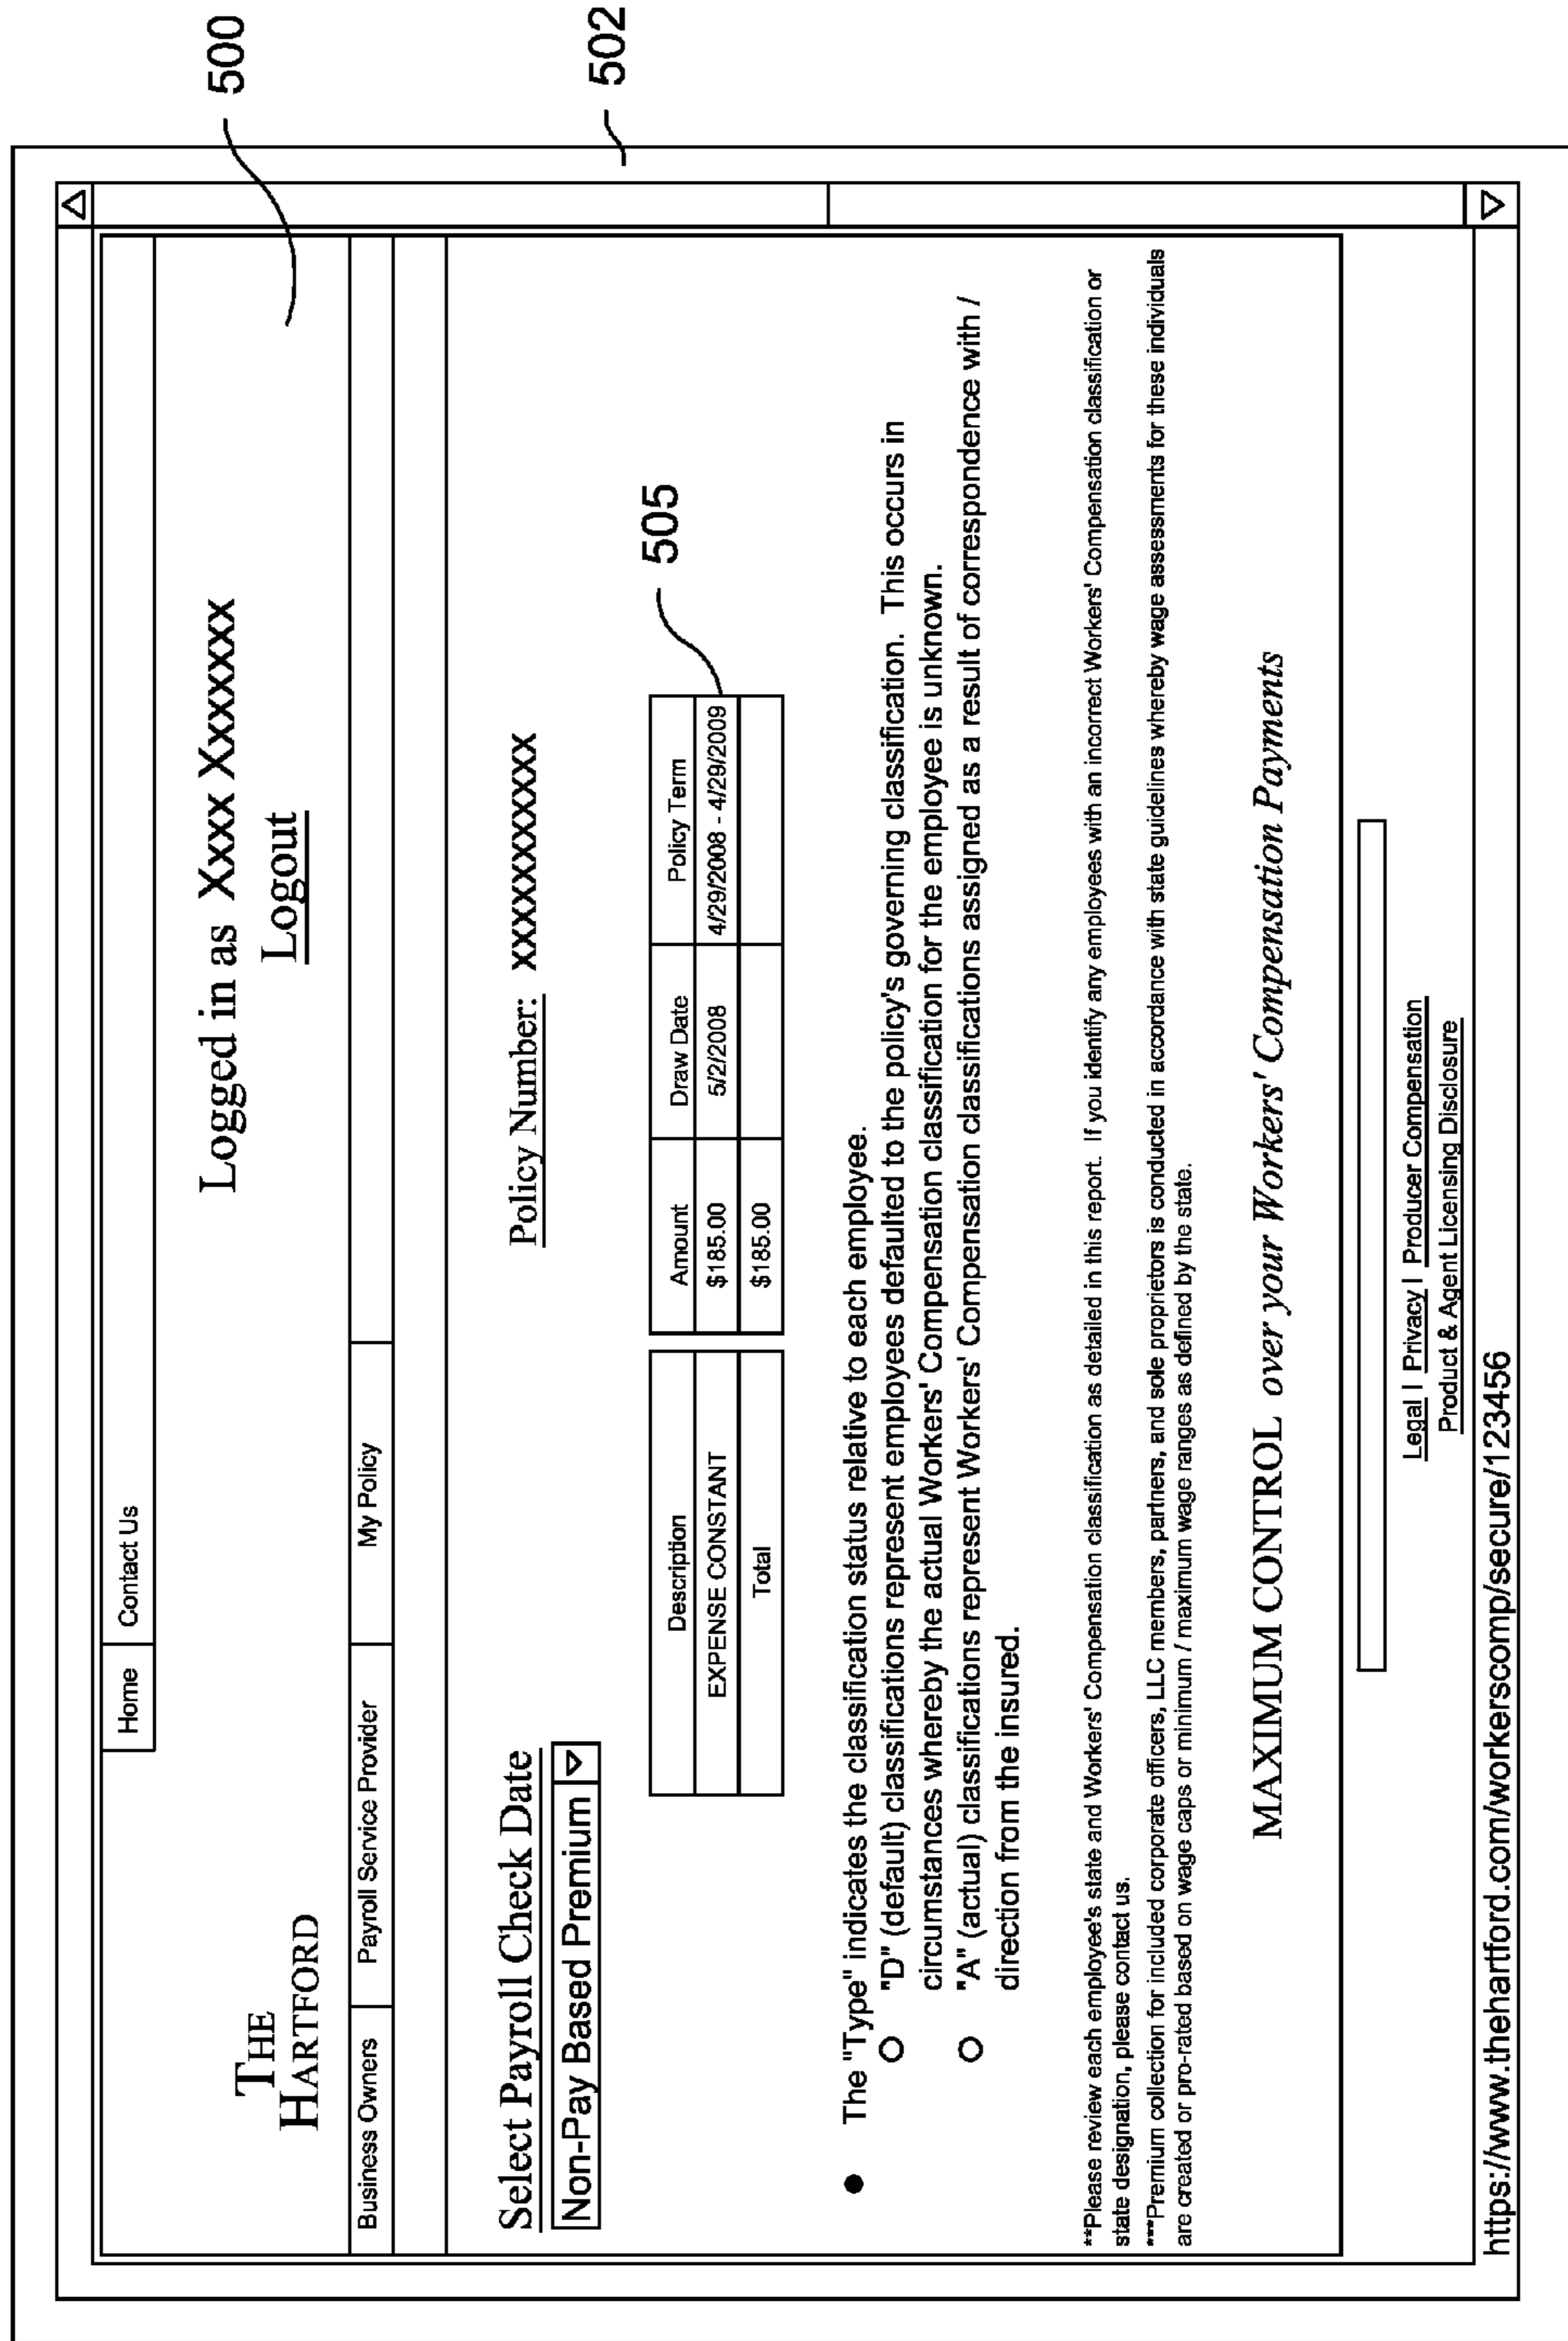 500
502
Home Contact Us
THE
HARTFORD
Logged in as Xxxx Xxxxxxx
Logout
Business Owners Payroll Service Provider My Policy
Select Payroll Check Date
Policy Number: XXXXXXXXXX
Non-Pay Based Premium
505
Description Amount Draw Date Policy Term
EXPENSE CONSTANT $185.00 5/2/2008 4/29/2008 - 4/29/2009
Total $185.00
The "Type" indicates the classification status relative to each employee.
"D" (default) classifications represent employees defaulted to the policy's governing classification. This occurs in
circumstances whereby the actual Workers' Compensation classification for the employee is unknown.
"A" (actual) classifications represent Workers' Compensation classifications assigned as a result of correspondence with /
direction from the insured.
**Please review each employee's state and Workers' Compensation classification as detailed in this report. If you identify any employees with an incorrect Workers' Compensation classification or
state designation, please contact us.
***Premium collection for included corporate officers, LLC members, partners, and sole proprietors is conducted in accordance with state guidelines whereby wage assessments for these individuals
are created or pro-rated based on wage caps or minimum / maximum wage ranges as defined by the state.
MAXIMUM CONTROL over your Workers' Compensation Payments
Legal | Privacy | Producer Compensation
Product & Agent Licensing Disclosure
https://www.thehartford.com/workerscomp/secure/123456